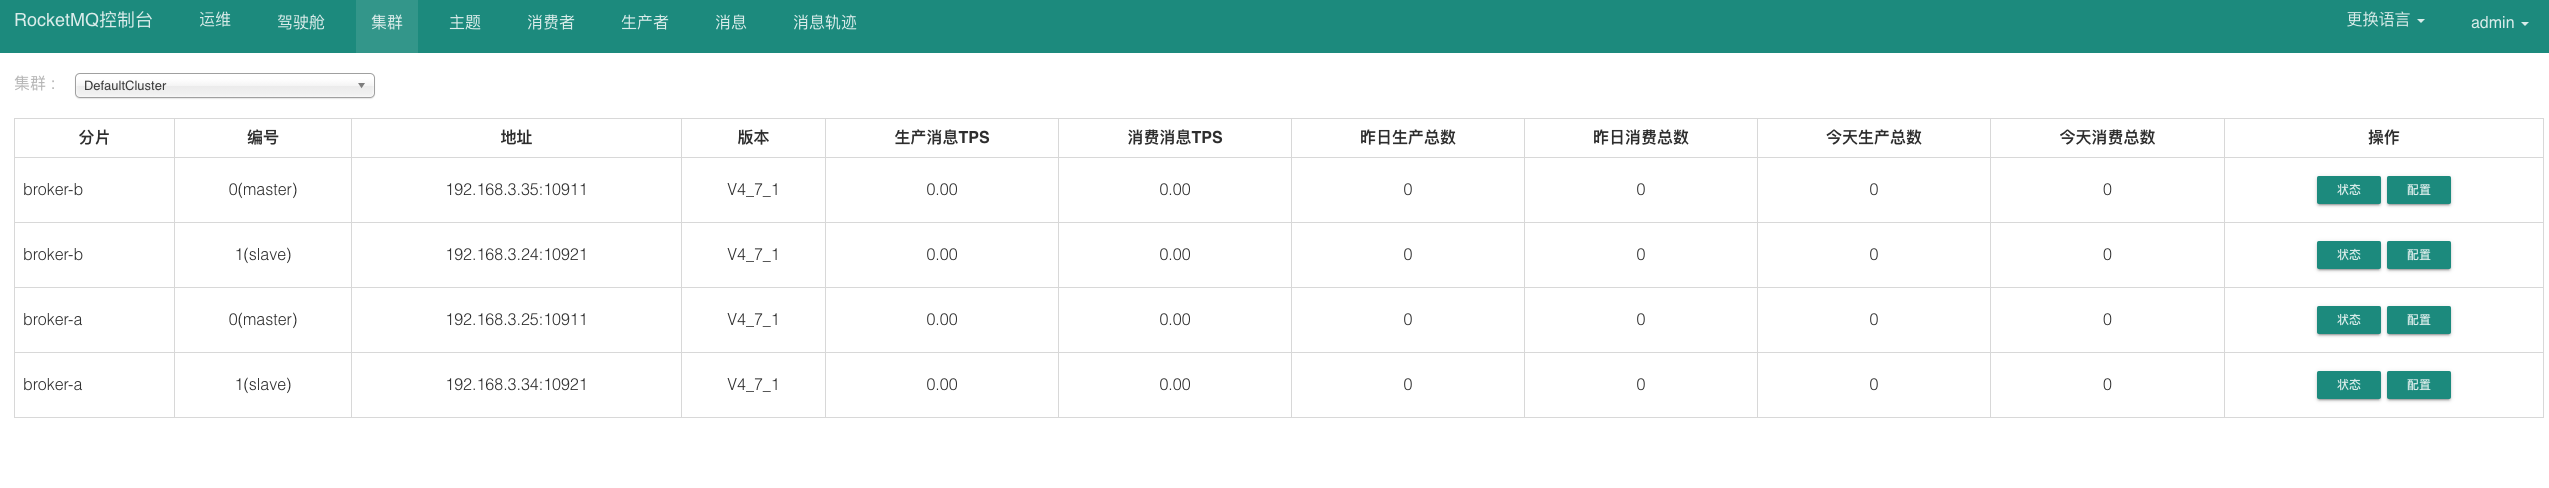 RocketMQ控制台 运维 驾驶舱 集群 主题 消费者 生产者 消息 消息轨迹 更换语言 admin
集群： DefaultCluster
分片 编号 地址 版本 生产消息TPS 消费消息TPS 昨日生产总数 昨日消费总数 今天生产总数 今天消费总数 操作
broker-b 0(master) 192.168.3.35:10911 V4_7_1 0.00 0.00 0 0 0 0 状态 配置
broker-b 1(slave) 192.168.3.24:10921 V4_7_1 0.00 0.00 0 0 0 0 状态 配置
broker-a 0(master) 192.168.3.25:10911 V4_7_1 0.00 0.00 0 0 0 0 状态 配置
broker-a 1(slave) 192.168.3.34:10921 V4_7_1 0.00 0.00 0 0 0 0 状态 配置